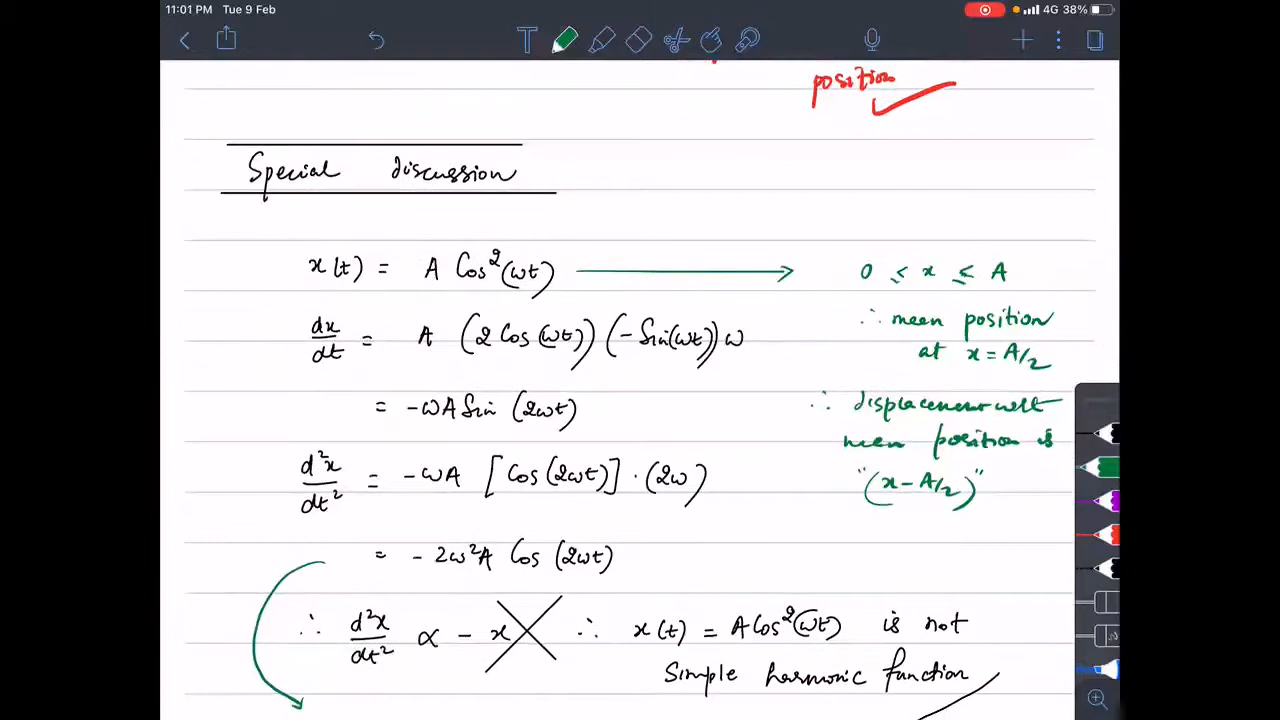 11:01 PM Tue 9 Feb
4G 38%
position
Special discussion
x(t) = A Cos²(ωt)
0 ≤ x ≤ A
dx/dt = A (2 Cos(ωt)) (-Sin(ωt)) ω
∴ mean position
at x = A/2
= -ωA Sin (2ωt)
∴ displacement wrt
mean position is
"(x - A/2)"
d²x/dt² = -ωA [Cos(2ωt)] · (2ω)
= - 2ω²A Cos (2ωt)
∴ d²x/dt² ∝ - x ∴ x(t) = A Cos²(ωt) is not
Simple harmonic function